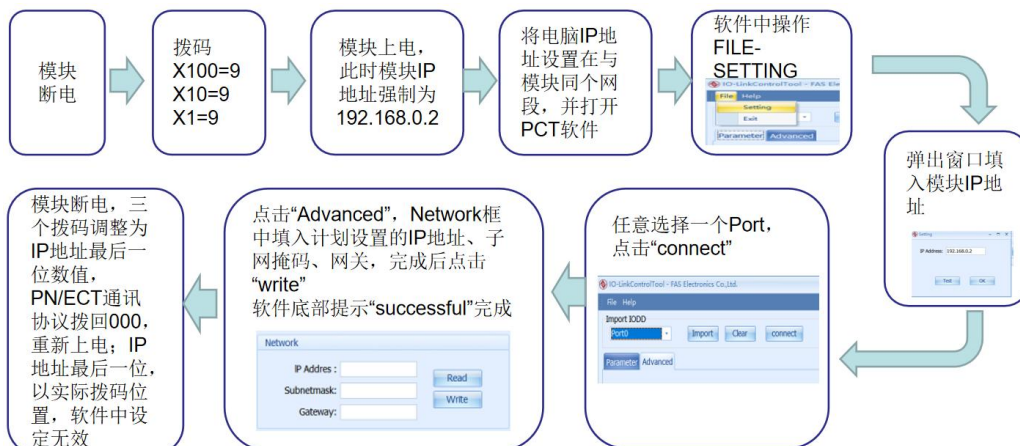 模块
断电
拨码
X100=9
X10=9
X1=9
模块上电，
此时模块IP
地址强制为
192.168.0.2
将电脑IP地
址设置在与
模块同个网
段，并打开
PCT软件
软件中操作
FILE-
SETTING
IO-LinkControlTool - FAS Ele
File Help
Setting
Exit
Parameter Advanced
弹出窗口填
入模块IP地
址
Setting
IP Address: 192.168.0.2
Test OK
任意选择一个Port，
点击“connect”
IO-LinkControlTool - FAS Electronics Co.,Ltd.
File Help
Import IODD
Port0 Import Clear connect
Parameter Advanced
点击“Advanced”，Network框
中填入计划设置的IP地址、子
网掩码、网关，完成后点击
“write”
软件底部提示“successful”完成
Network
IP Addres :
Read
Subnetmask:
Write
Gateway:
模块断电，三
个拨码调整为
IP地址最后一
位数值，
PN/ECT通讯
协议拨回000，
重新上电；IP
地址最后一位，
以实际拨码位
置，软件中设
定无效